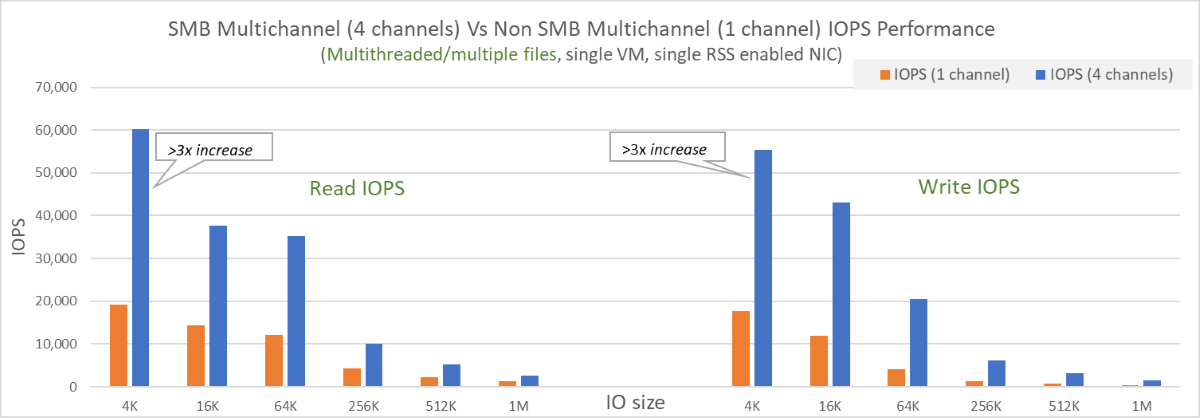 SMB Multichannel (4 channels) Vs Non SMB Multichannel (1 channel) IOPS Performance
(Multithreaded/multiple files, single VM, single RSS enabled NIC)
IOPS (1 channel) IOPS (4 channels)
70,000
60,000
50,000
40,000
30,000
20,000
10,000
0
IOPS
>3x increase
Read IOPS
>3x increase
Write IOPS
4K 16K 64K 256K 512K 1M IO size 4K 16K 64K 256K 512K 1M